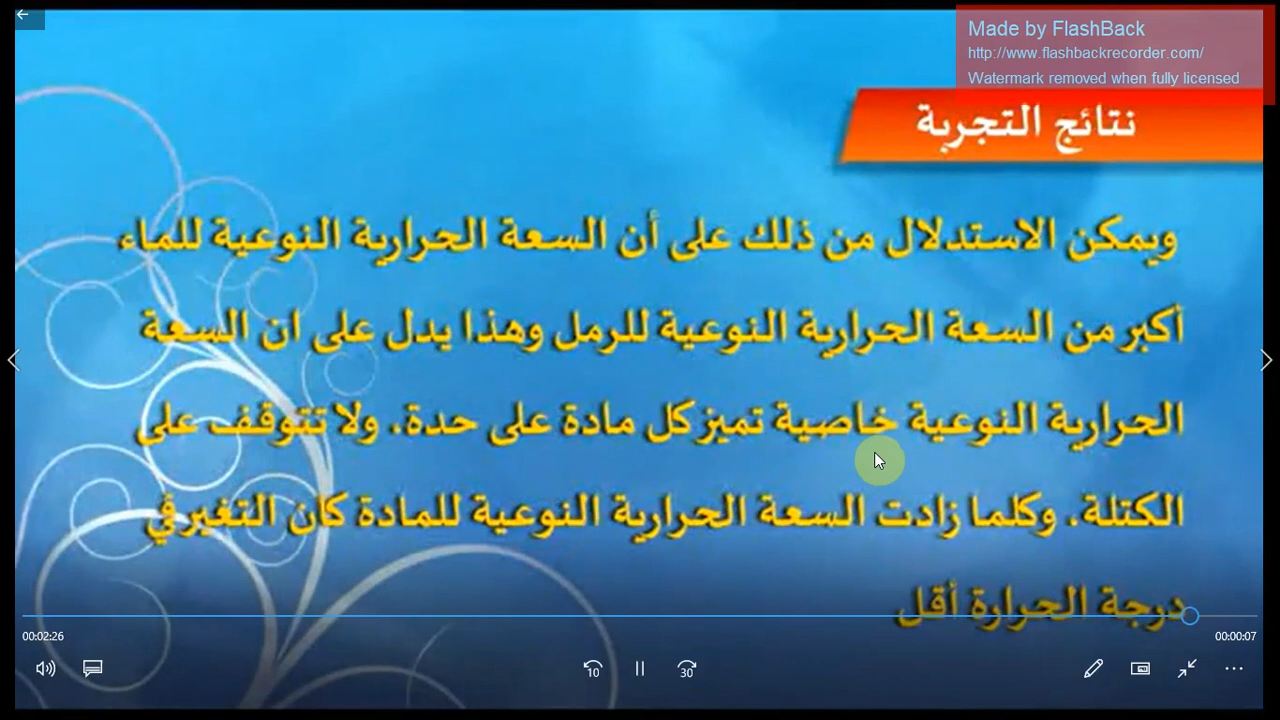 Made by FlashBack
http://www.flashbackrecorder.com/
Watermark removed when fully licensed
نتائج التجربة
ويمكن الاستدلال من ذلك على أن السعة الحرارية النوعية للماء
أكبر من السعة الحرارية النوعية للرمل وهذا يدل على ان السعة
الحرارية النوعية خاصية تميز كل مادة على حدة. ولا تتوقف على
الكتلة. وكلما زادت السعة الحرارية النوعية للمادة كان التغير في
درجة الحرارة أقل
00:02:26
00:00:07
10
30